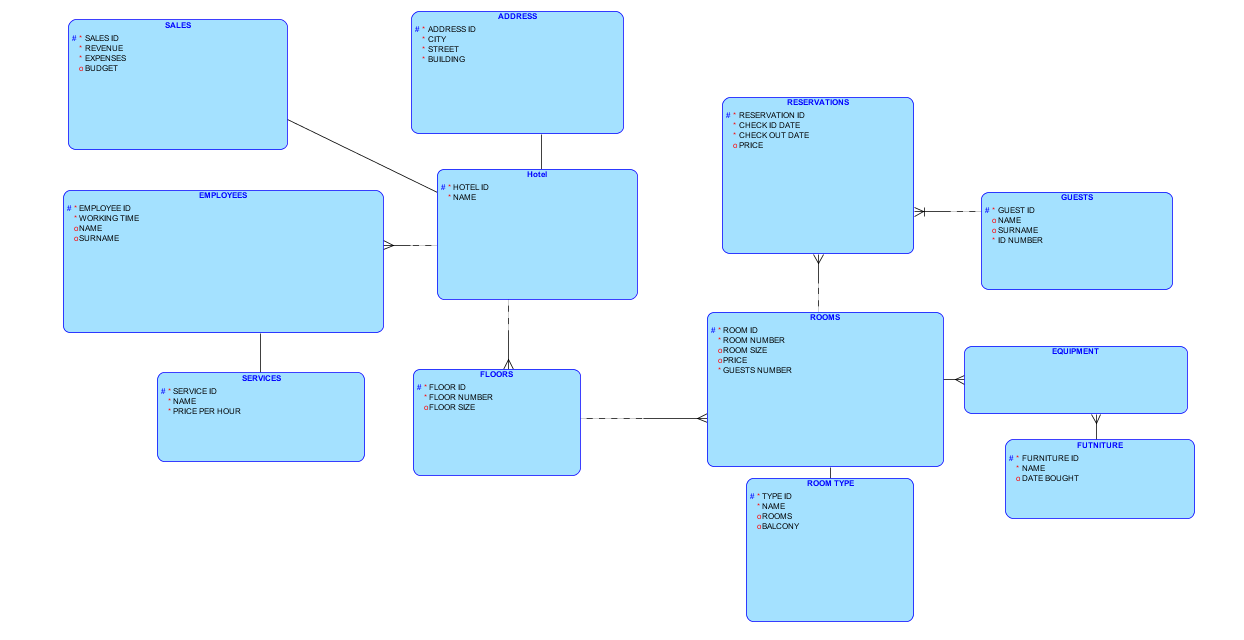 SALES
# * SALES ID
* REVENUE
* EXPENSES
o BUDGET
ADDRESS
# * ADDRESS ID
* CITY
* STREET
* BUILDING
RESERVATIONS
# * RESERVATION ID
* CHECK ID DATE
* CHECK OUT DATE
o PRICE
Hotel
# * HOTEL ID
* NAME
EMPLOYEES
# * EMPLOYEE ID
* WORKING TIME
o NAME
o SURNAME
GUESTS
# * GUEST ID
o NAME
o SURNAME
* ID NUMBER
ROOMS
# * ROOM ID
* ROOM NUMBER
o ROOM SIZE
o PRICE
* GUESTS NUMBER
EQUIPMENT
SERVICES
# * SERVICE ID
* NAME
* PRICE PER HOUR
FLOORS
# * FLOOR ID
* FLOOR NUMBER
o FLOOR SIZE
FUTNITURE
# * FURNITURE ID
* NAME
o DATE BOUGHT
ROOM TYPE
# * TYPE ID
* NAME
o ROOMS
o BALCONY